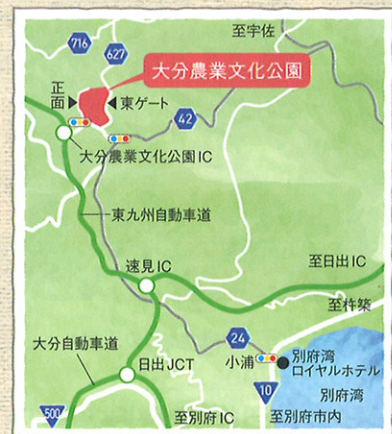 至宇佐
716
627
大分農業文化公園
正面
東ゲート
42
大分農業文化公園IC
東九州自動車道
速見IC
至日出IC
至杵築
24
大分自動車道
小浦
別府湾
ロイヤルホテル
日出JCT
10
別府湾
500
至別府IC
至別府市内